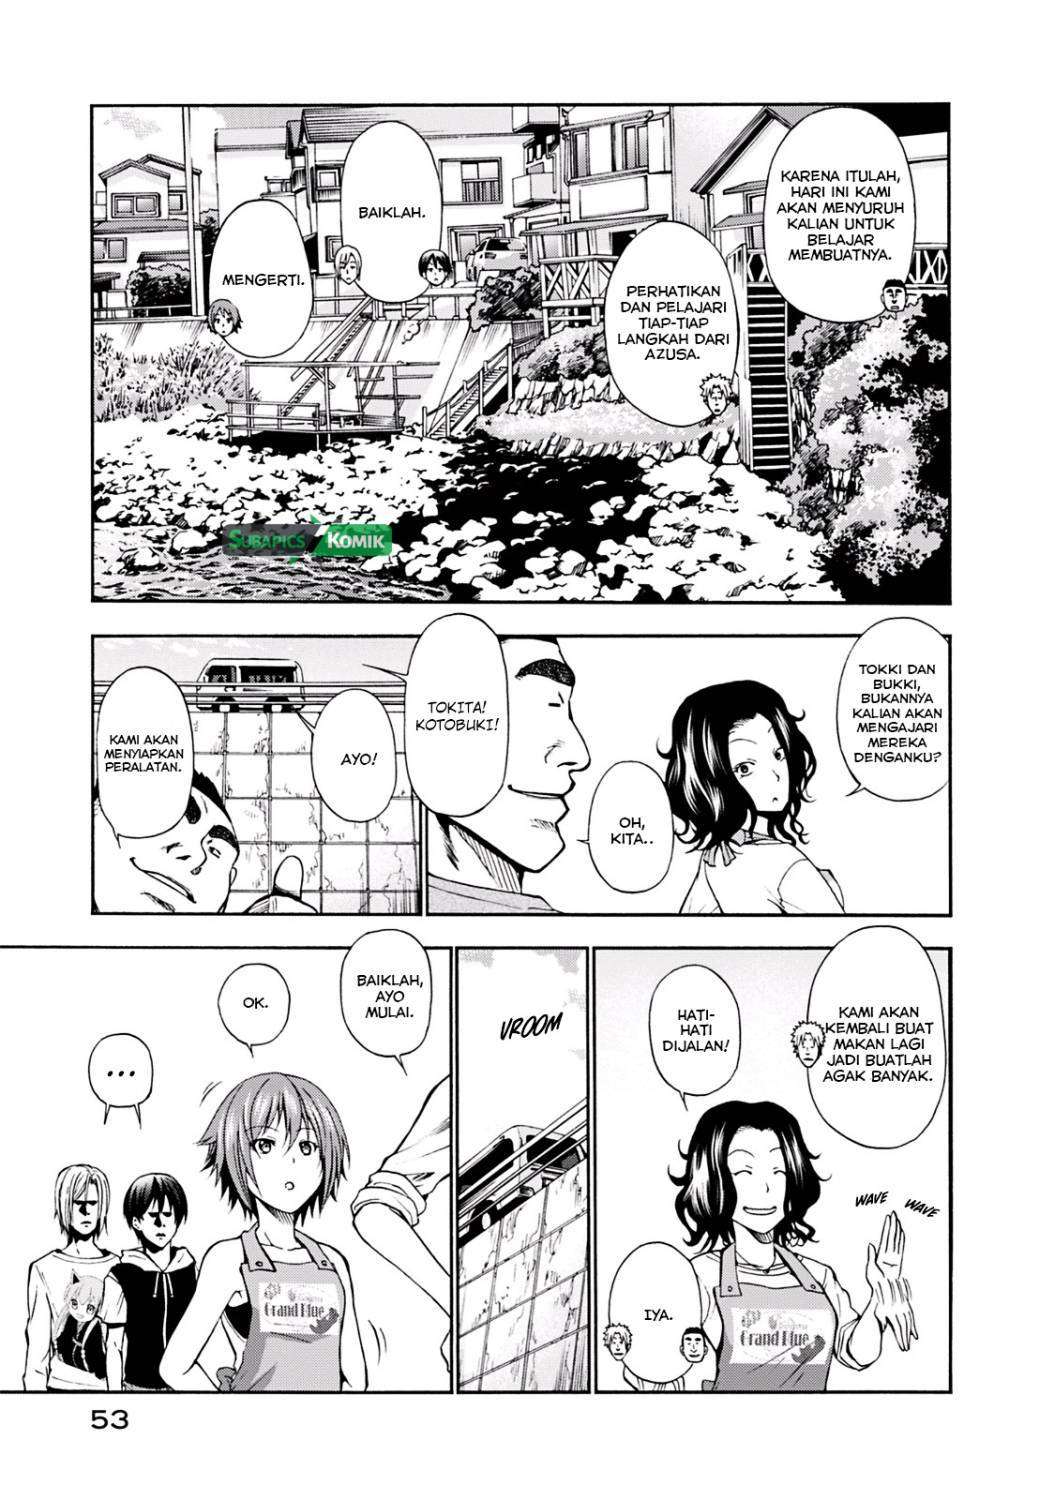 KARENA ITULAH,
HARI INI KAMI
AKAN MENYURUH
KALIAN UNTUK
BELAJAR
MEMBUATNYA.
PERHATIKAN
DAN PELAJARI
TIAP-TIAP
LANGKAH DARI
AZUSA.
BAIKLAH.
MENGERTI.
SUBAPICS KOMIK
TOKKI DAN
BUKKI,
BUKANNYA
KALIAN AKAN
MENGAJARI
MEREKA
DENGANKU?
OH,
KITA..
TOKITA!
KOTOBUKI!
AYO!
KAMI AKAN
MENYIAPKAN
PERALATAN.
KAMI AKAN
KEMBALI BUAT
MAKAN LAGI
JADI BUATLAH
AGAK BANYAK.
HATI-
HATI
DIJALAN!
WAVE
WAVE
IYA.
Grand Blue
VROOM
BAIKLAH,
AYO
MULAI.
OK.
...
Grand Blue
53